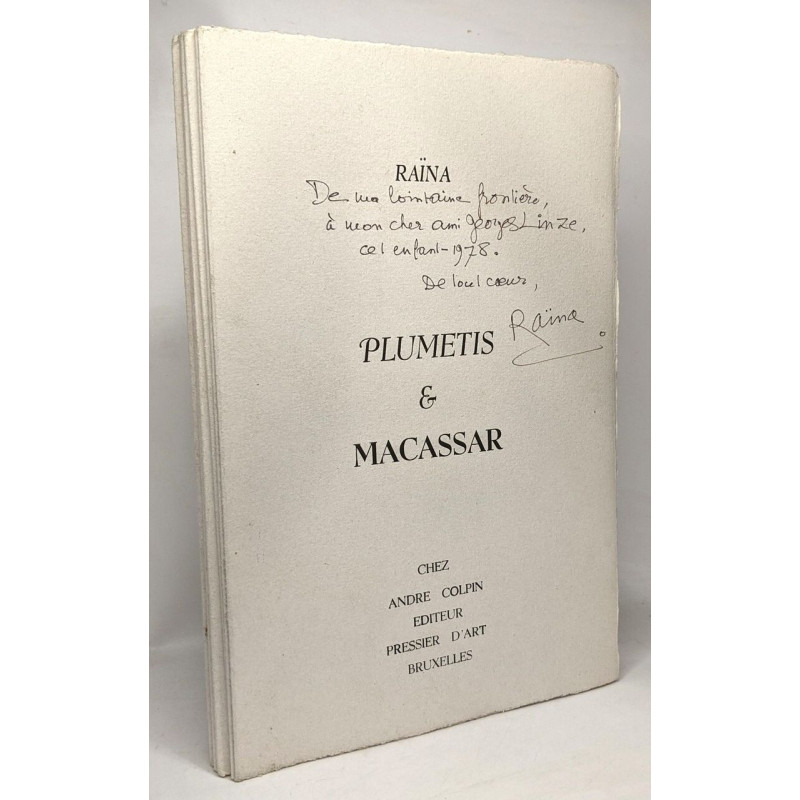 RAÏNA
De ma lointaine frontière,
à mon cher ami Georges Linze,
cet enfant-1978.
De tout cœur,
Raïna
PLUMETIS
&
MACASSAR
CHEZ
ANDRE COLPIN
EDITEUR
PRESSIER D'ART
BRUXELLES